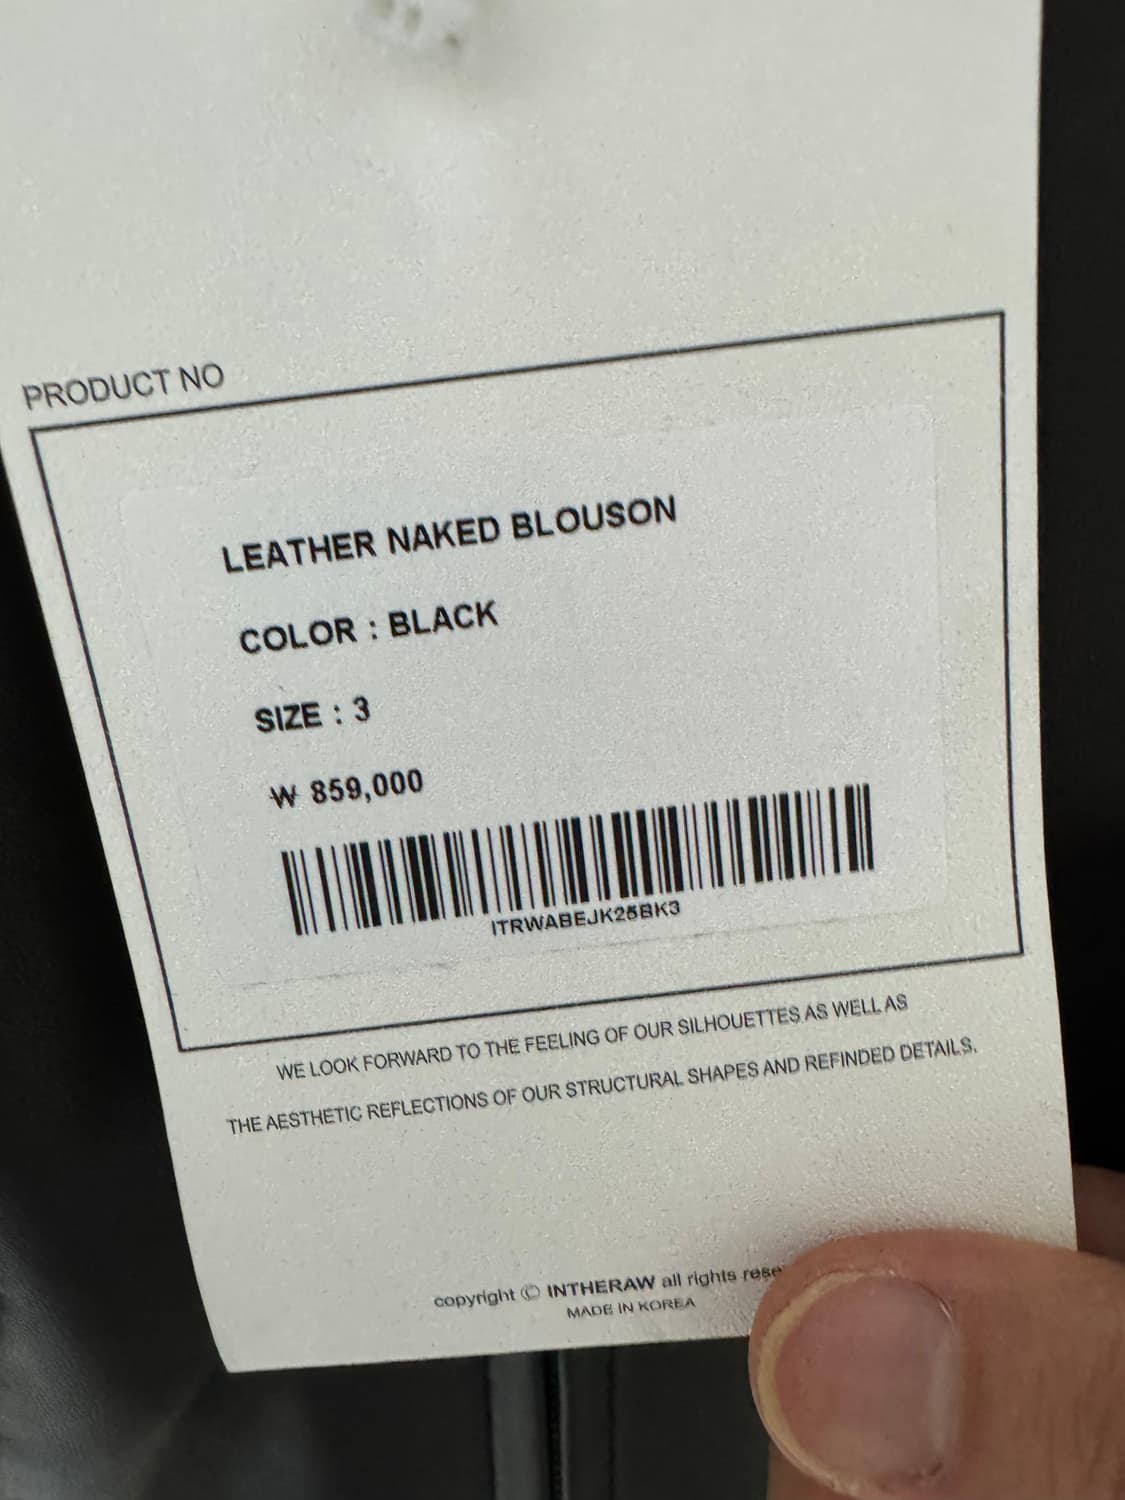 PRODUCT NO
LEATHER NAKED BLOUSON
COLOR : BLACK
SIZE : 3
₩ 859,000
ITRWABEJK25BK3
WE LOOK FORWARD TO THE FEELING OF OUR SILHOUETTES AS WELL AS
THE AESTHETIC REFLECTIONS OF OUR STRUCTURAL SHAPES AND REFINDED DETAILS.
copyright © INTHERAW all rights rese
MADE IN KOREA